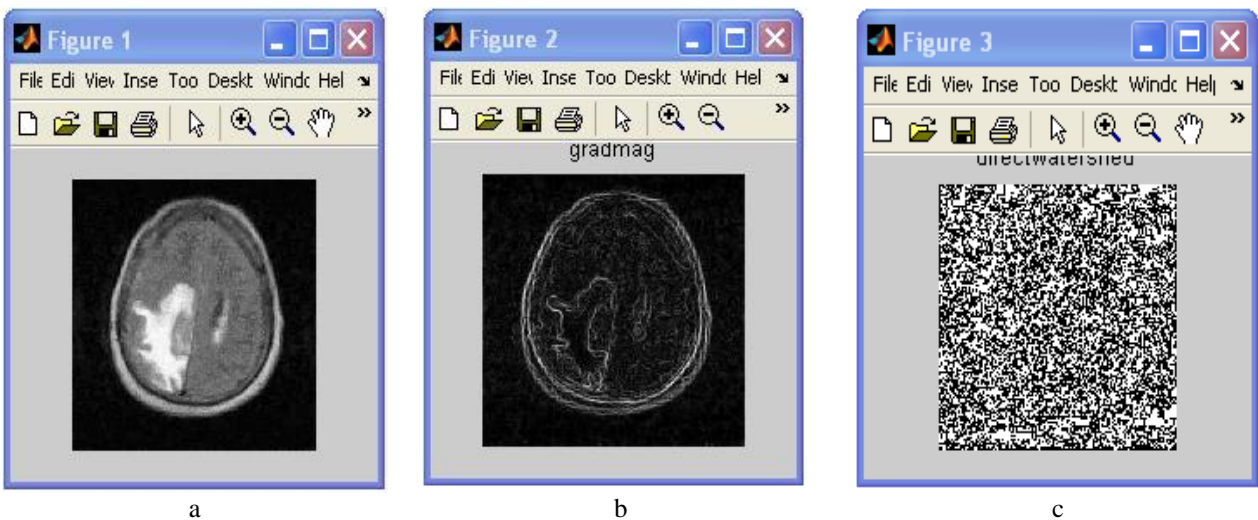 Figure 1
File Edi View Inse Too Deskt Windc Hel
a
Figure 2
File Edi View Inse Too Deskt Windc Hel
gradmag
b
Figure 3
File Edi View Inse Too Deskt Windc Help
directwatershed
c